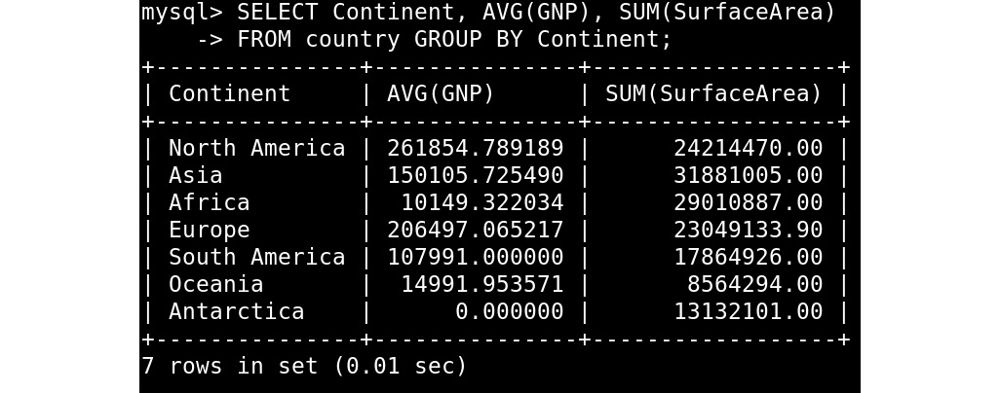 mysql> SELECT Continent, AVG(GNP), SUM(SurfaceArea)
    -> FROM country GROUP BY Continent;
+---------------+---------------+------------------+
| Continent     | AVG(GNP)      | SUM(SurfaceArea) |
+---------------+---------------+------------------+
| North America | 261854.789189 |      24214470.00 |
| Asia          | 150105.725490 |      31881005.00 |
| Africa        |  10149.322034 |      29010887.00 |
| Europe        | 206497.065217 |      23049133.90 |
| South America | 107991.000000 |      17864926.00 |
| Oceania       |  14991.953571 |       8564294.00 |
| Antarctica    |      0.000000 |      13132101.00 |
+---------------+---------------+------------------+
7 rows in set (0.01 sec)